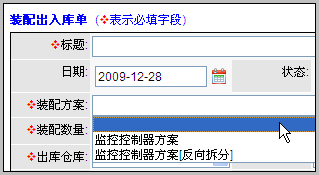 装配出入库单 (❖表示必填字段)
❖标题:
日期: 2009-12-28 状态:
❖装配方案:
❖装配数量:
监控控制器方案
监控控制器方案[反向拆分]
❖出库仓库: